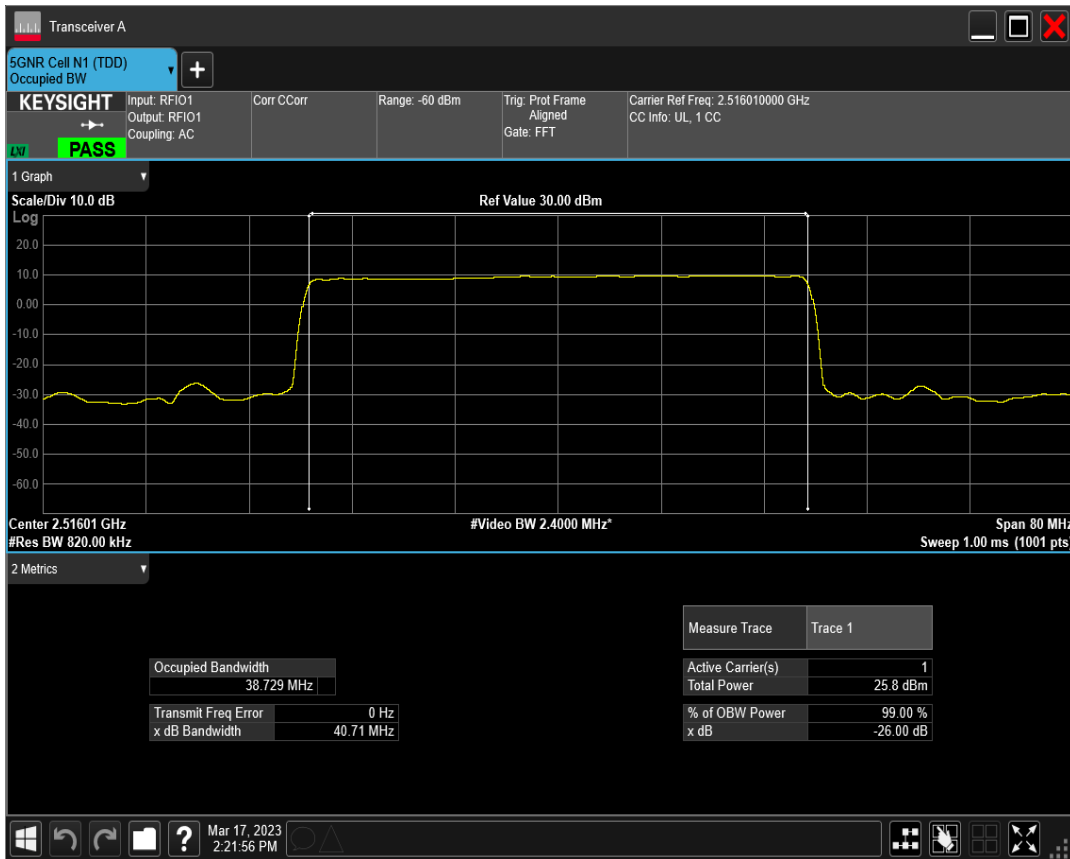 Transceiver A
5GNR Cell N1 (TDD)
Occupied BW
+
KEYSIGHT
LXI
PASS
Input: RFIO1
Output: RFIO1
Coupling: AC
Corr CCorr
Range: -60 dBm
Trig: Prot Frame
Aligned
Gate: FFT
Carrier Ref Freq: 2.516010000 GHz
CC Info: UL, 1 CC
1 Graph
Scale/Div 10.0 dB
Ref Value 30.00 dBm
Log
20.0
10.0
0.00
-10.0
-20.0
-30.0
-40.0
-50.0
-60.0
Center 2.51601 GHz
#Video BW 2.4000 MHz*
Span 80 MHz
#Res BW 820.00 kHz
Sweep 1.00 ms (1001 pts)
2 Metrics
Measure Trace Trace 1
Occupied Bandwidth
38.729 MHz
Transmit Freq Error 0 Hz
x dB Bandwidth 40.71 MHz
Active Carrier(s) 1
Total Power 25.8 dBm
% of OBW Power 99.00 %
x dB -26.00 dB
?
Mar 17, 2023
2:21:56 PM